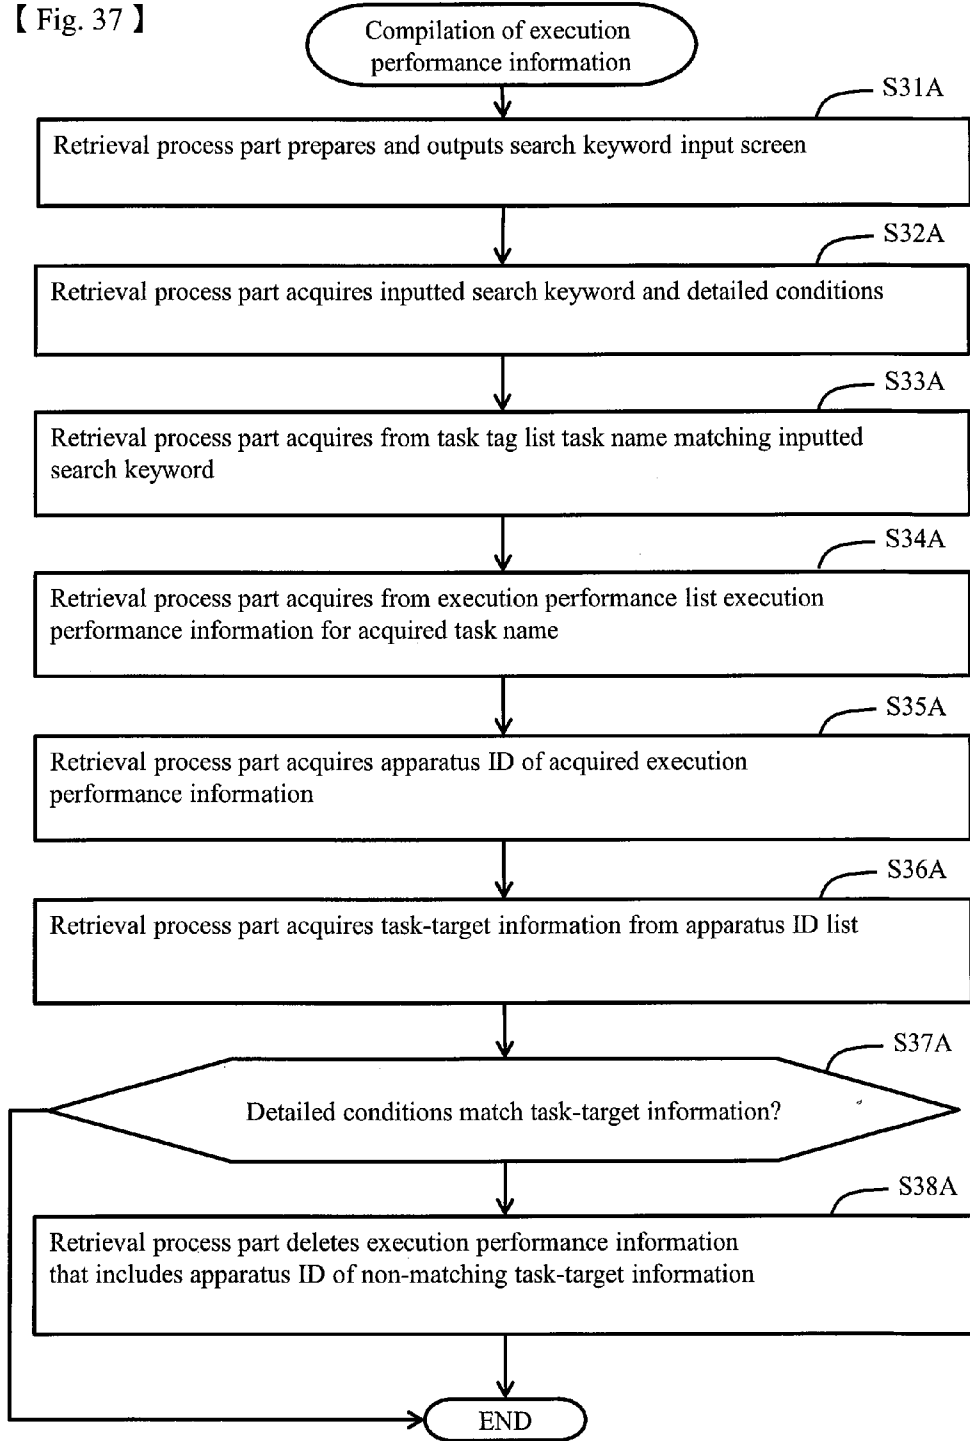 【 Fig. 37 】
Compilation of execution
performance information
S31A
Retrieval process part prepares and outputs search keyword input screen
S32A
Retrieval process part acquires inputted search keyword and detailed conditions
S33A
Retrieval process part acquires from task tag list task name matching inputted
search keyword
S34A
Retrieval process part acquires from execution performance list execution
performance information for acquired task name
S35A
Retrieval process part acquires apparatus ID of acquired execution
performance information
S36A
Retrieval process part acquires task-target information from apparatus ID list
S37A
Detailed conditions match task-target information?
S38A
Retrieval process part deletes execution performance information
that includes apparatus ID of non-matching task-target information
END